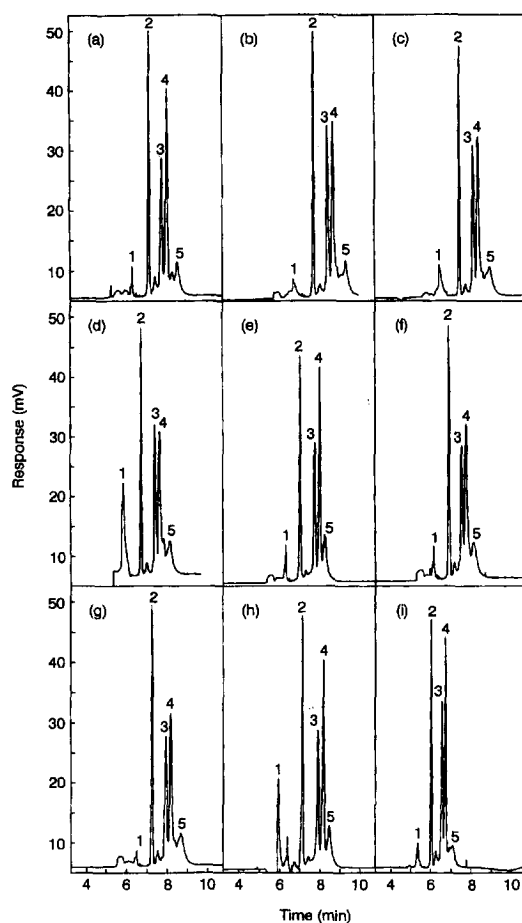 (a) (b) (c)
50 2 2 2
40 4
30 3 3 4 3 4
20
10 1 5 1 5 1 5
(d) (e) (f)
50 2 2 2
40 4
30 3 4 3 3 4
20 1
10 5 1 5 1 5
(g) (h) (i)
50 2 2 2
40 4 4
30 3 4 3 3
20 1
10 1 5 5 1 5
4 6 8 10 4 6 8 10 4 6 8 10
Response (mV)
Time (min)